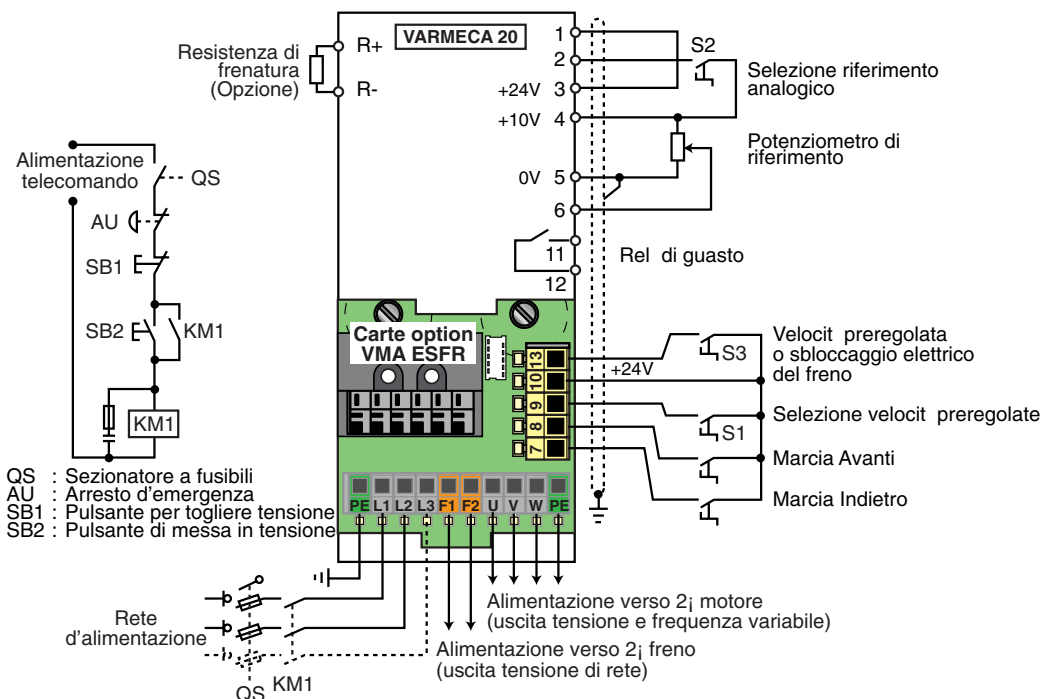 VARMECA 20
Resistenza di
frenatura
(Opzione)
R+
R-
1
2
+24V 3
+10V 4
0V 5
6
11
12
S2
Selezione riferimento
analogico
Potenziometro di
riferimento
Rel di guasto
Alimentazione
telecomando
QS
AU
SB1
SB2
KM1
KM1
Carte option
VMA ESFR
13
10
9
8
7
+24V
S3
Velocit preregolata
o sbloccaggio elettrico
del freno
S1
Selezione velocit preregolate
Marcia Avanti
Marcia Indietro
QS : Sezionatore a fusibili
AU : Arresto d'emergenza
SB1 : Pulsante per togliere tensione
SB2 : Pulsante di messa in tensione
PE L1 L2 L3 F1 F2 U V W PE
Rete
d'alimentazione
QS KM1
Alimentazione verso 2¡ motore
(uscita tensione e frequenza variabile)
Alimentazione verso 2¡ freno
(uscita tensione di rete)